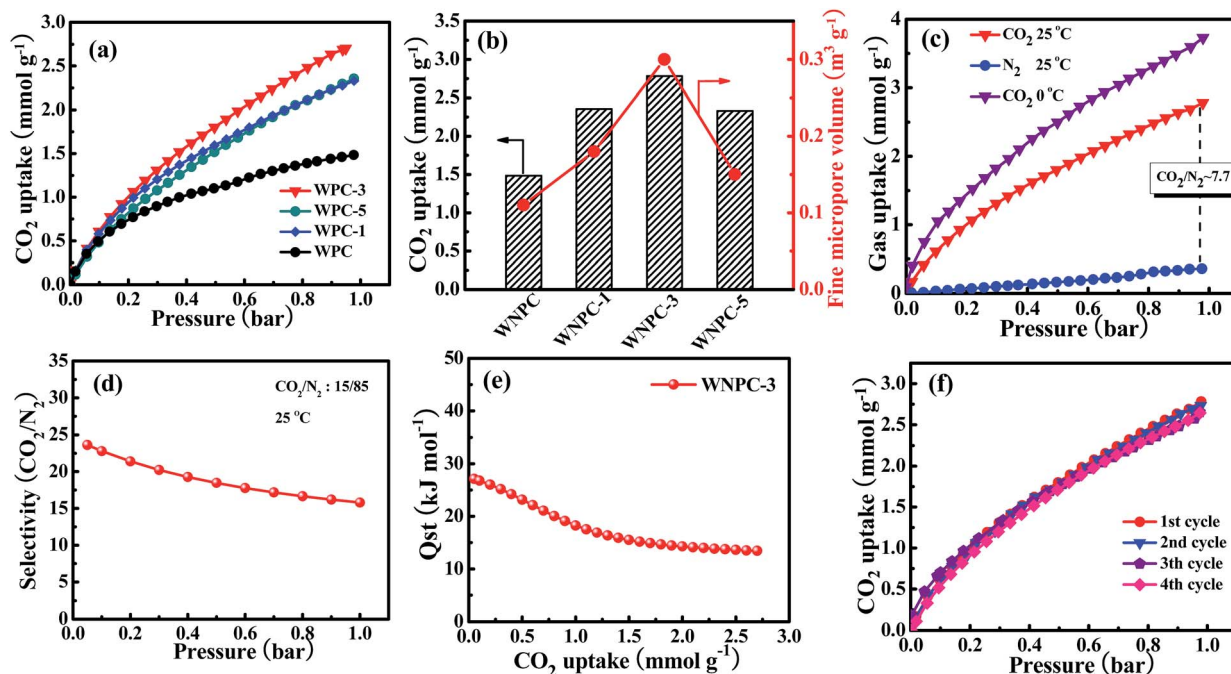 (a)
CO2 uptake (mmol g-1)
3.0
2.5
2.0
1.5
1.0
0.5
0.0
WPC-3
WPC-5
WPC-1
WPC
0.0 0.2 0.4 0.6 0.8 1.0
Pressure (bar)
(b)
CO2 uptake (mmol g-1)
3.5
3.0
2.5
2.0
1.5
1.0
0.5
0.0
WNPC WNPC-1 WNPC-3 WNPC-5
0.3
0.2
0.1
0.0
Fine micropore volume (m3 g-1)
(c)
Gas uptake (mmol g-1)
4
3
2
1
0
CO2 25 °C
N2 25 °C
CO2 0 °C
CO2/N2~7.7
0.0 0.2 0.4 0.6 0.8 1.0
Pressure (bar)
(d)
Selectivity (CO2/N2)
35
30
25
20
15
10
5
0
CO2/N2 : 15/85
25 °C
0.0 0.2 0.4 0.6 0.8 1.0
Pressure (bar)
(e)
Qst (kJ mol-1)
50
40
30
20
10
0
WNPC-3
0.0 0.5 1.0 1.5 2.0 2.5 3.0
CO2 uptake (mmol g-1)
(f)
CO2 uptake (mmol g-1)
3.0
2.5
2.0
1.5
1.0
0.5
0.0
1st cycle
2nd cycle
3th cycle
4th cycle
0.0 0.2 0.4 0.6 0.8 1.0
Pressure (bar)